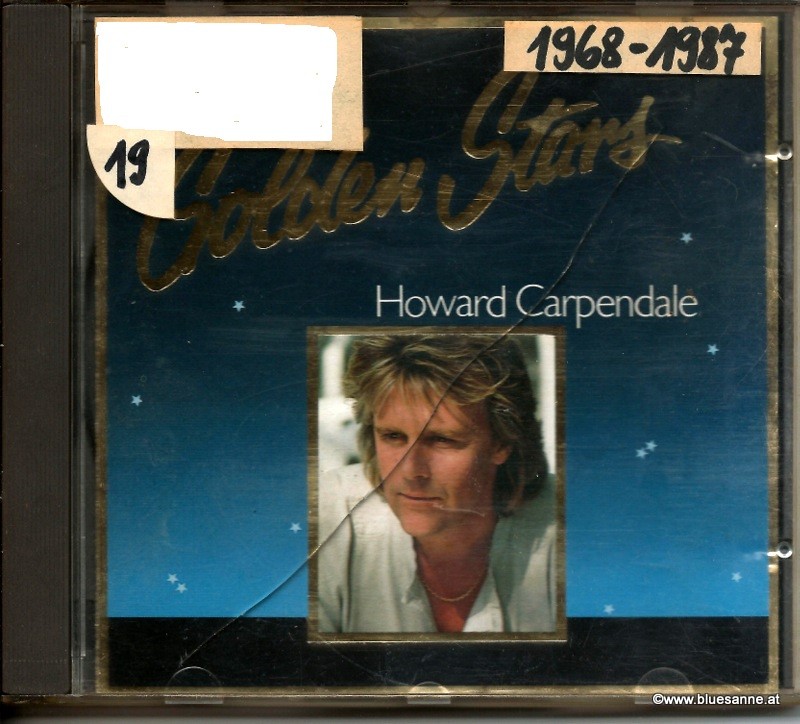 1968-1987
19
Golden Stars
Howard Carpendale
©www.bluesanne.at